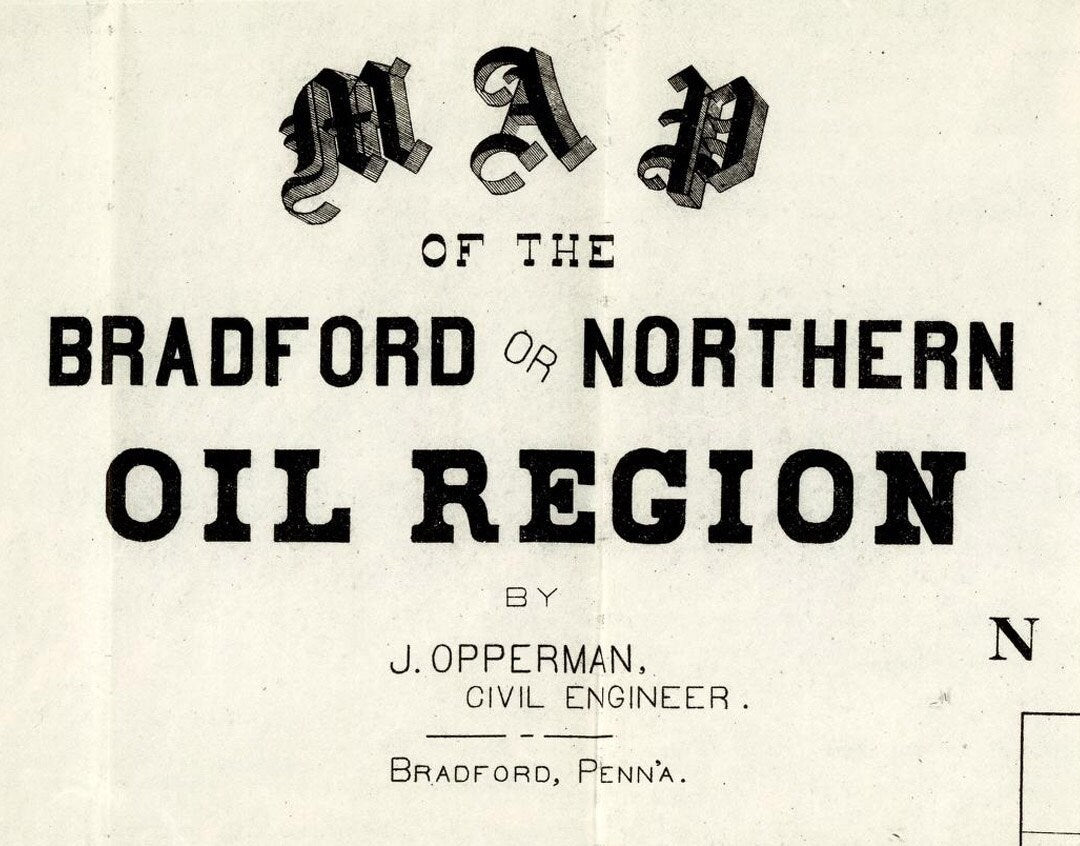 MAP
OF THE
BRADFORD OR NORTHERN
OIL REGION
BY
J. OPPERMAN,
CIVIL ENGINEER.
BRADFORD, PENN'A.
N